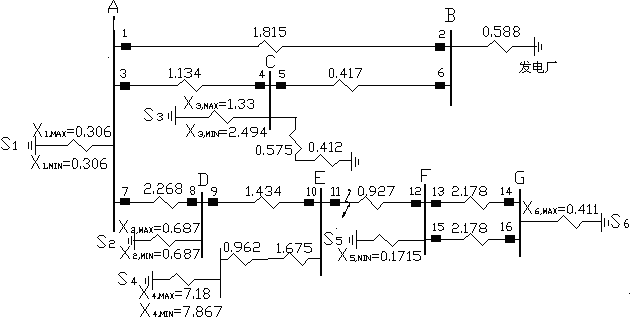 A
B
1
1.815
2
0.588
发电厂
3
1.134
4
C
5
0.417
6
X3,MAX=1.33
S3
X3,MIN=2.494
X1,MAX=0.306
S1
X1,MIN=0.306
0.575
0.412
7
2.268
8
D
9
1.434
10
E
11
0.927
12
F
13
2.178
14
G
X2,MAX=0.687
S2
X2,MIN=0.687
X6,MAX=0.411
S6
S5
X5,NIN=0.1715
15
2.178
16
0.962
1.675
S4
X4,MAX=7.18
X4,MIN=7.867